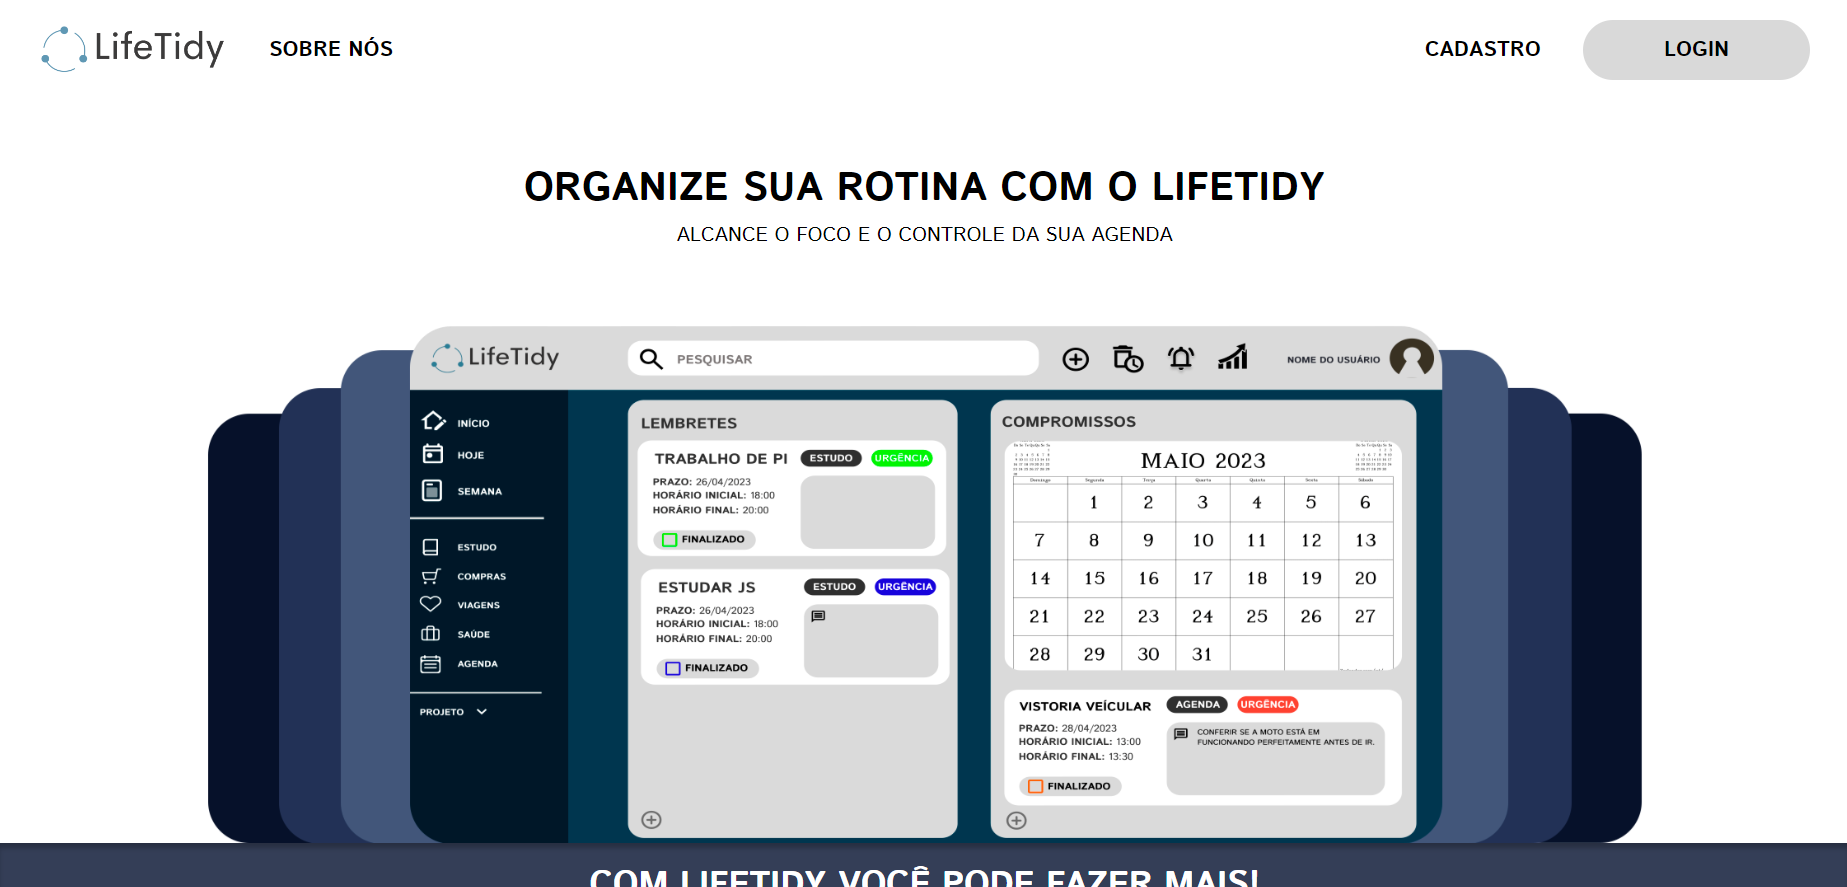 LifeTidy SOBRE NÓS CADASTRO LOGIN
ORGANIZE SUA ROTINA COM O LIFETIDY
ALCANCE O FOCO E O CONTROLE DA SUA AGENDA
LifeTidy PESQUISAR NOME DO USUÁRIO
INÍCIO
HOJE
SEMANA
ESTUDO
COMPRAS
VIAGENS
SAÚDE
AGENDA
PROJETO
LEMBRETES
TRABALHO DE PI ESTUDO URGÊNCIA
PRAZO: 26/04/2023
HORÁRIO INICIAL: 18:00
HORÁRIO FINAL: 20:00
FINALIZADO
ESTUDAR JS ESTUDO URGÊNCIA
PRAZO: 26/04/2023
HORÁRIO INICIAL: 18:00
HORÁRIO FINAL: 20:00
FINALIZADO
COMPROMISSOS
MAIO 2023
Domingo Segunda Terça Quarta Quinta Sexta Sábado
1 2 3 4 5 6
7 8 9 10 11 12 13
14 15 16 17 18 19 20
21 22 23 24 25 26 27
28 29 30 31
VISTORIA VEÍCULAR AGENDA URGÊNCIA
PRAZO: 28/04/2023
HORÁRIO INICIAL: 13:00
HORÁRIO FINAL: 13:30
CONFERIR SE A MOTO ESTÁ EM
FUNCIONANDO PERFEITAMENTE ANTES DE IR.
FINALIZADO
COM LIFETIDY VOCÊ PODE FAZER MAIS!